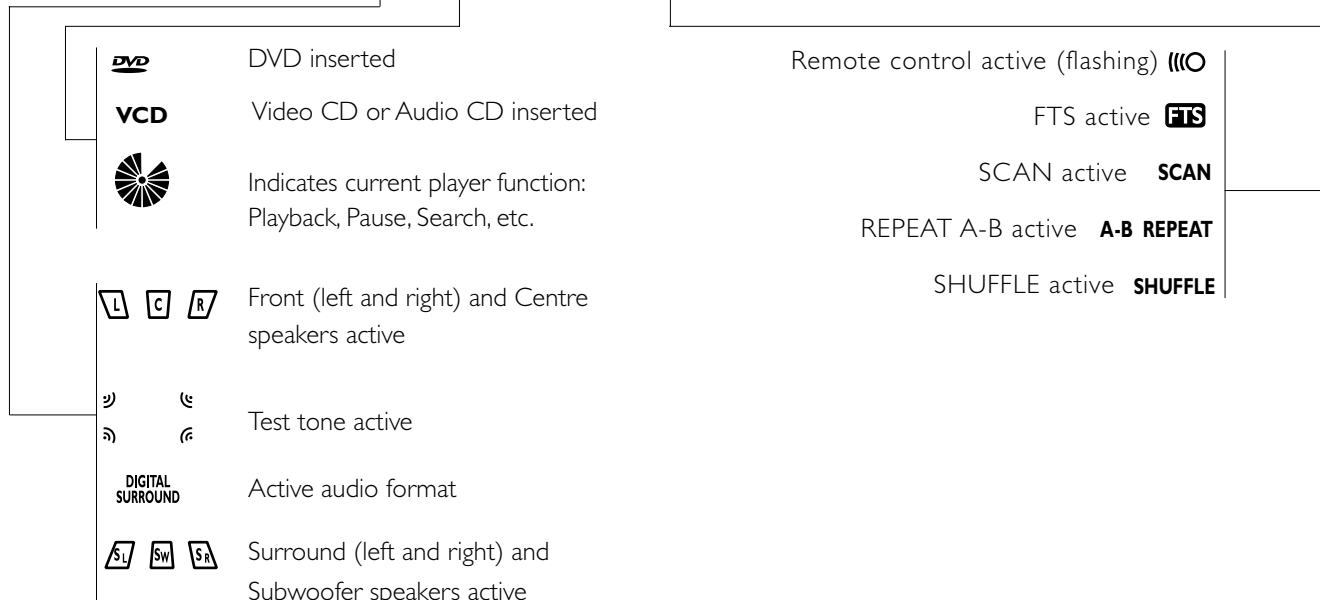 DVD DVD inserted
VCD Video CD or Audio CD inserted
Indicates current player function:
Playback, Pause, Search, etc.
L C R Front (left and right) and Centre
speakers active
Test tone active
DIGITAL
SURROUND Active audio format
SL SW SR Surround (left and right) and
Subwoofer speakers active
Remote control active (flashing)
FTS active FTS
SCAN active SCAN
REPEAT A-B active A-B REPEAT
SHUFFLE active SHUFFLE